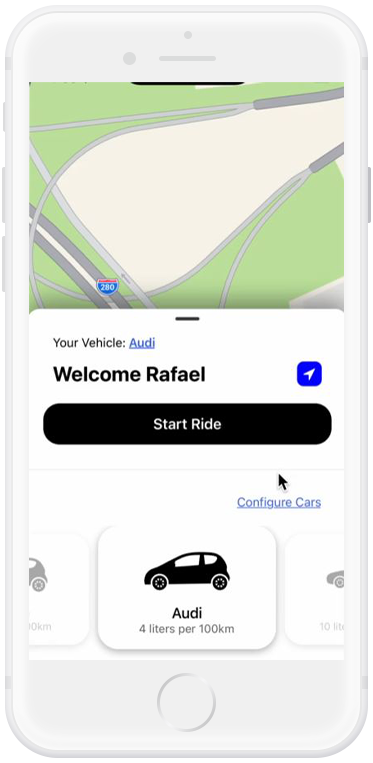 280
Your Vehicle: Audi
Welcome Rafael
Start Ride
Configure Cars
Audi
4 liters per 100km
0km
10 lite